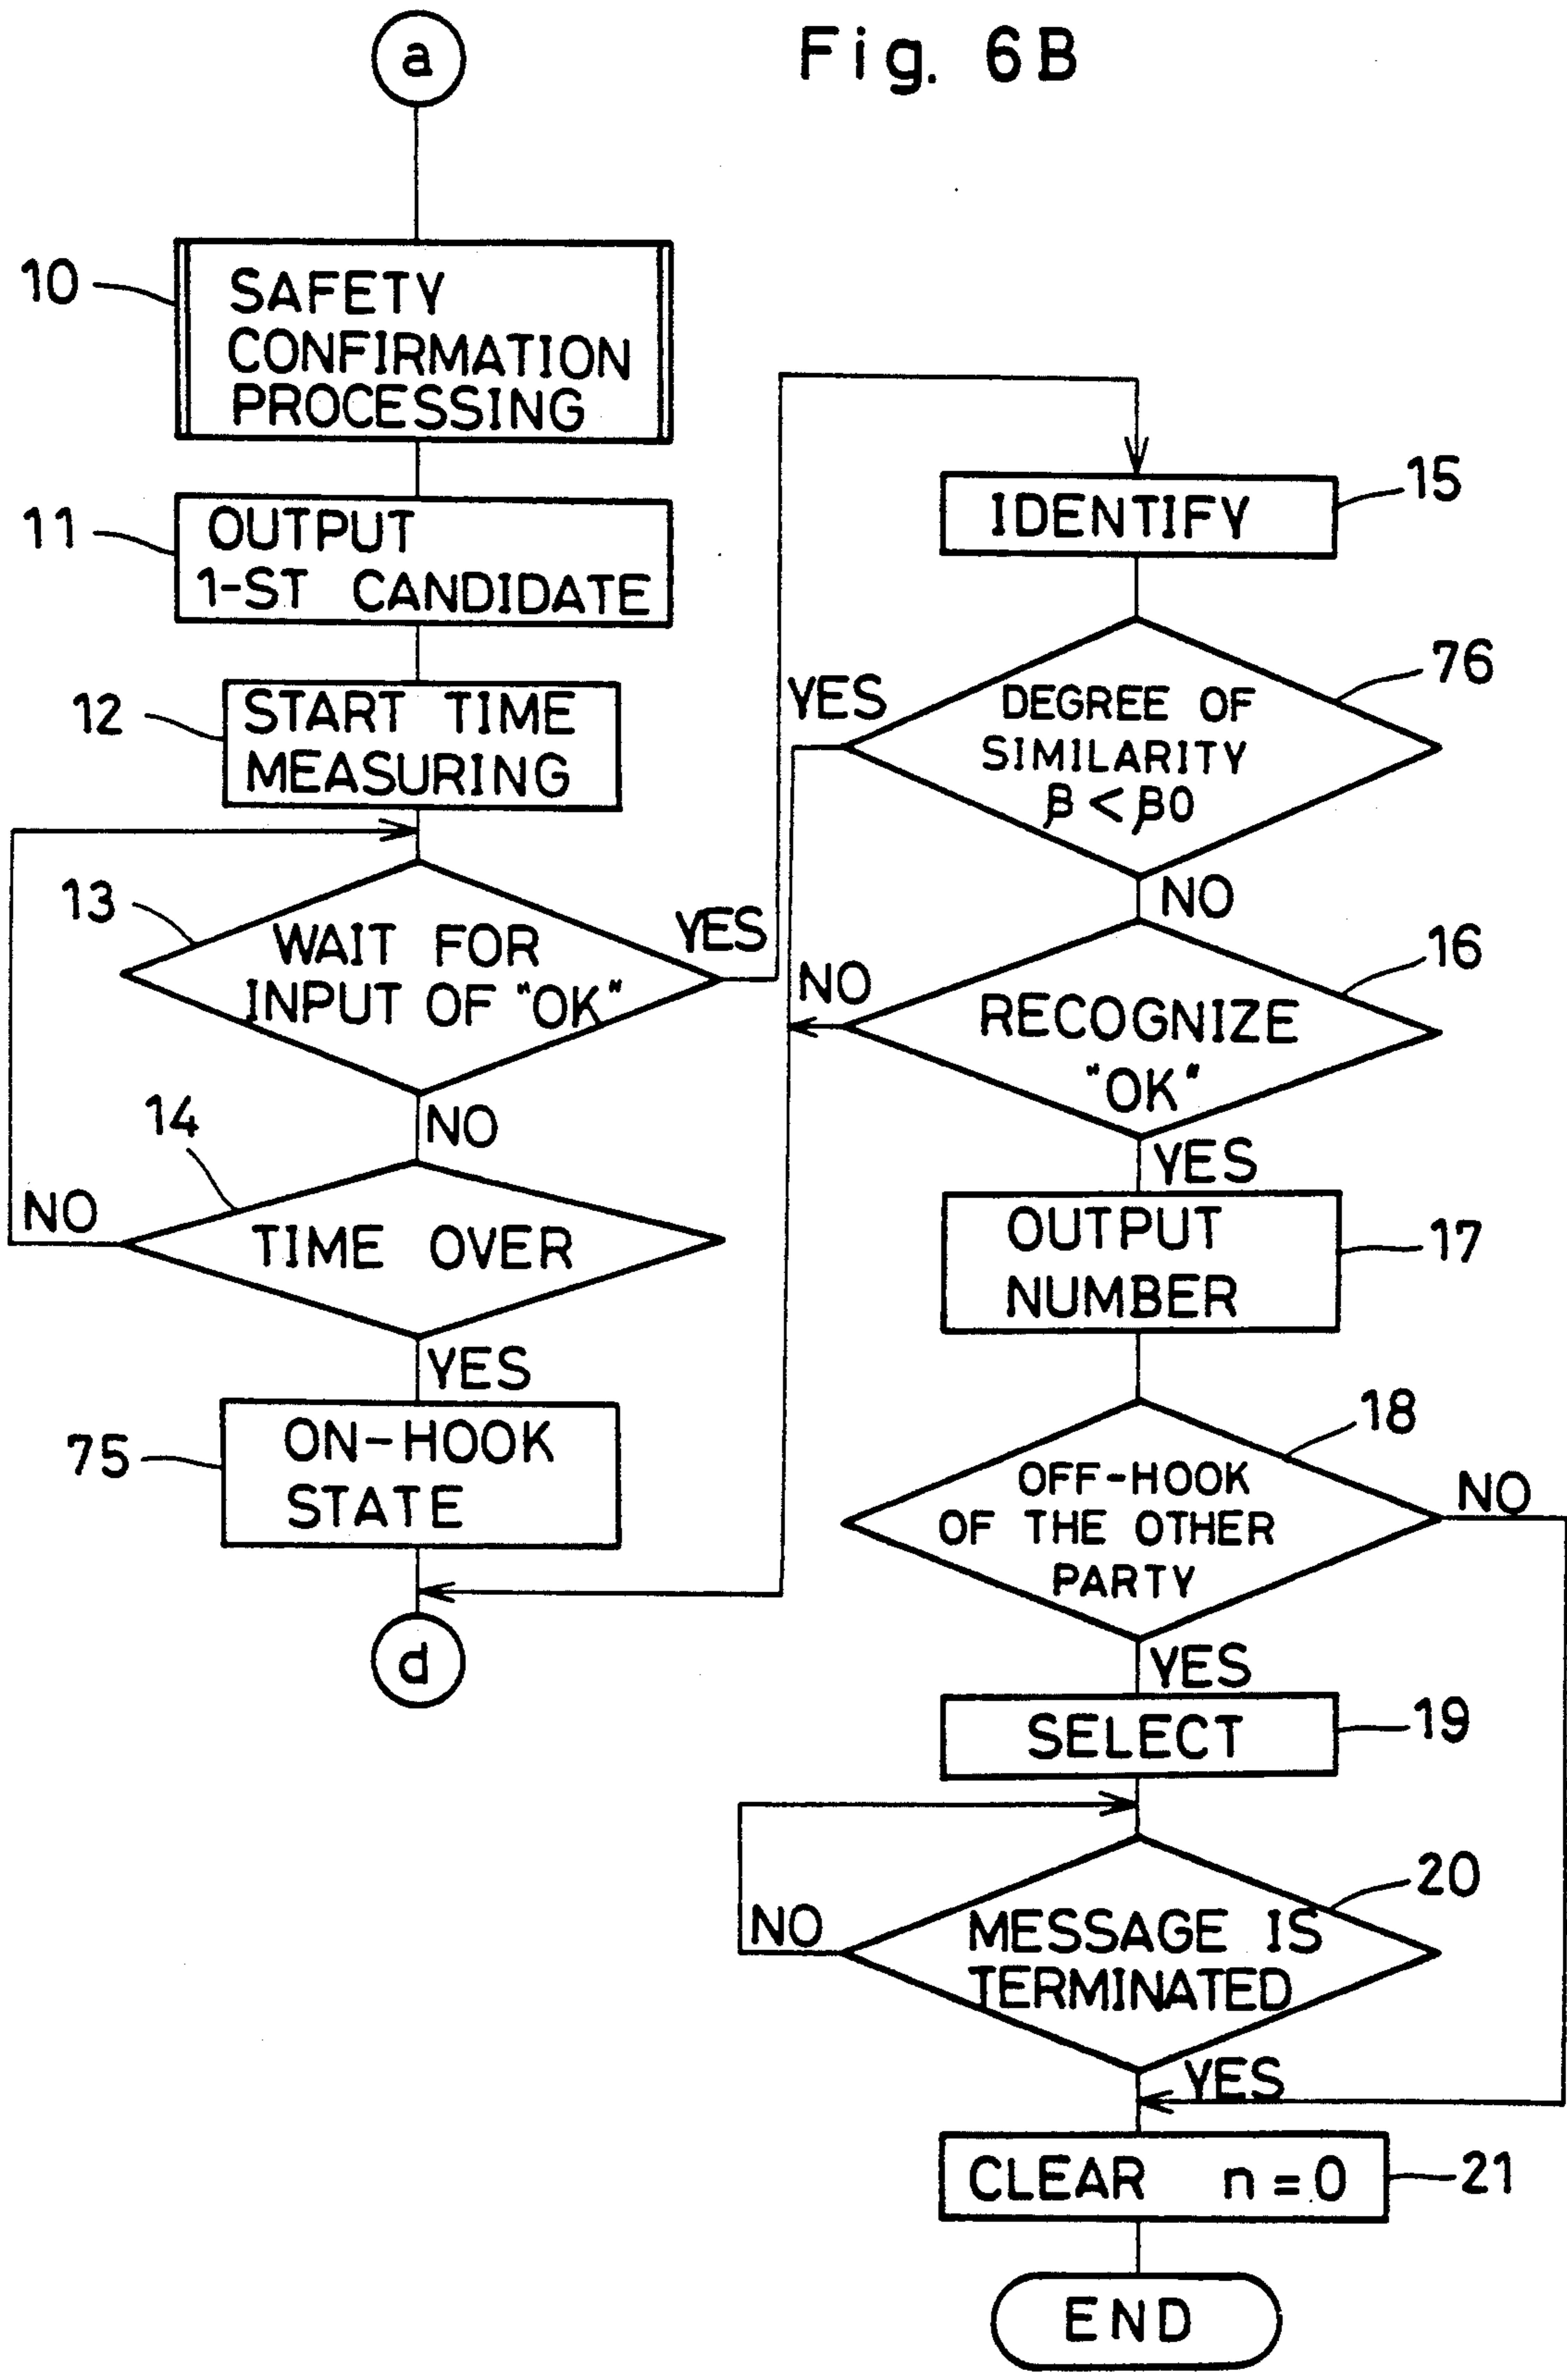 Fig. 6B
a
10
SAFETY
CONFIRMATION
PROCESSING
11
OUTPUT
1-ST CANDIDATE
12
START TIME
MEASURING
13
WAIT FOR
INPUT OF "OK"
YES
NO
14
TIME OVER
NO
YES
75
ON-HOOK
STATE
d
IDENTIFY
15
76
YES
DEGREE OF
SIMILARITY
β < β0
NO
16
NO
RECOGNIZE
"OK"
YES
OUTPUT
NUMBER
17
18
OFF-HOOK
OF THE OTHER
PARTY
NO
YES
SELECT
19
20
NO
MESSAGE IS
TERMINATED
YES
CLEAR n = 0
21
END